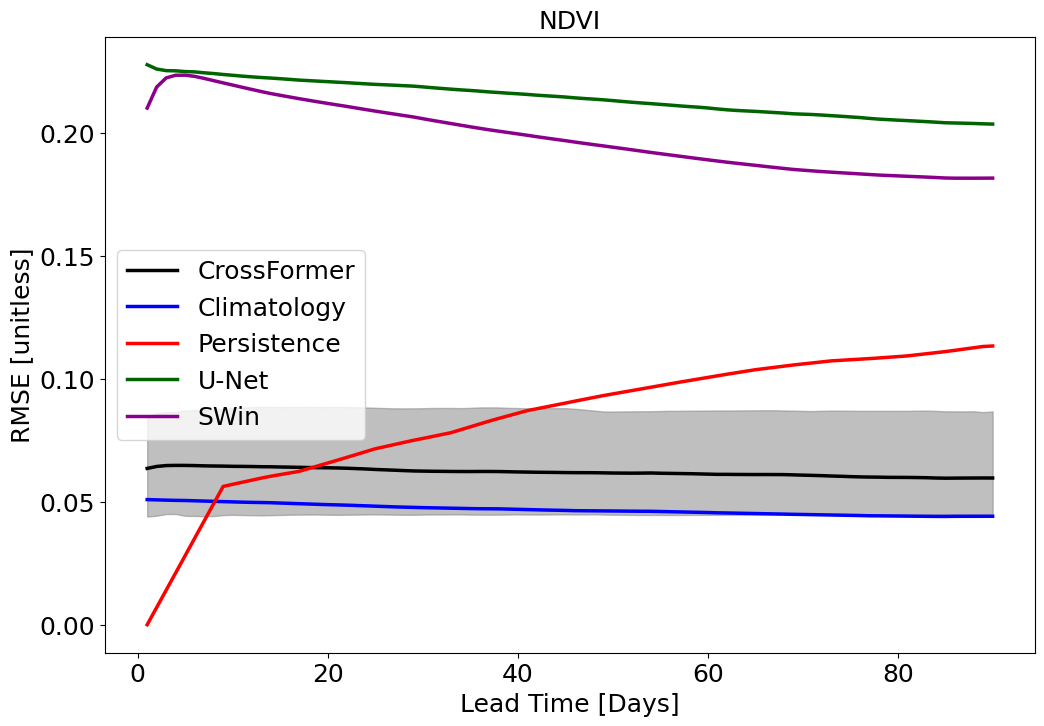 NDVI
RMSE [unitless]
0.20
0.15
0.10
0.05
0.00
CrossFormer
Climatology
Persistence
U-Net
SWin
0 20 40 60 80
Lead Time [Days]